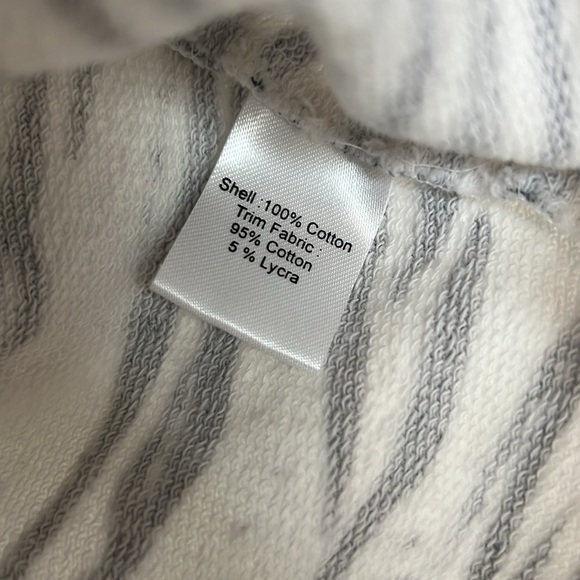 Shell :100% Cotton
Trim Fabric :
95% Cotton
5 % Lycra